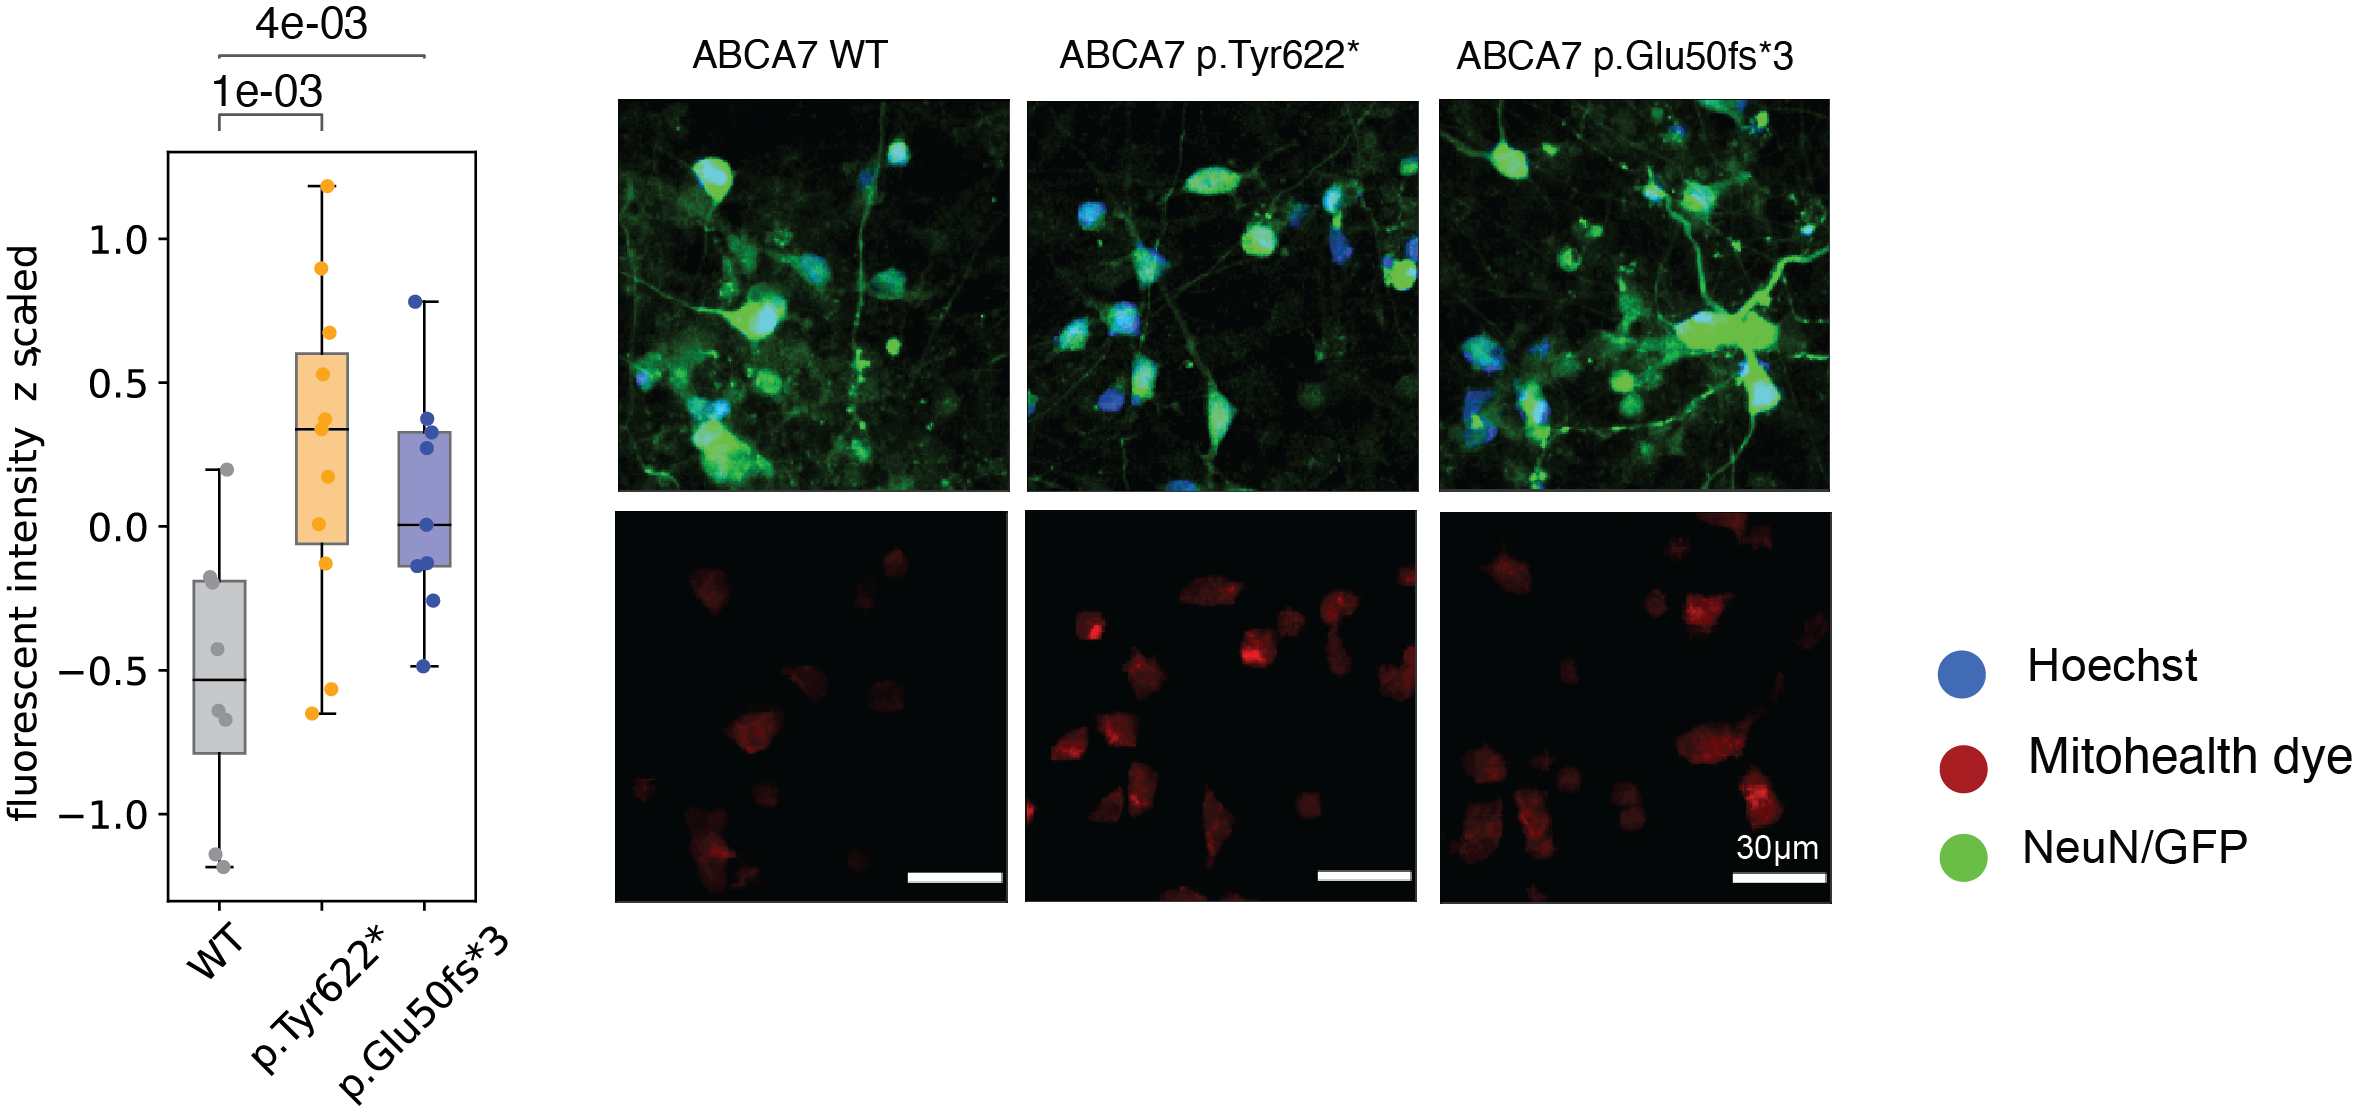 4e-03
1e-03
fluorescent intensity, z scaled
1.0
0.5
0.0
−0.5
−1.0
WT
p.Tyr622*
p.Glu50fs*3
ABCA7 WT
ABCA7 p.Tyr622*
ABCA7 p.Glu50fs*3
30µm
Hoechst
Mitohealth dye
NeuN/GFP